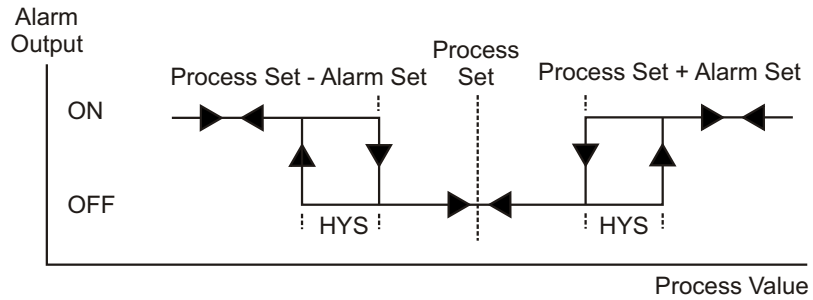 Alarm
Output
Process
Set
Process Set - Alarm Set
Process Set + Alarm Set
ON
OFF
HYS
HYS
Process Value